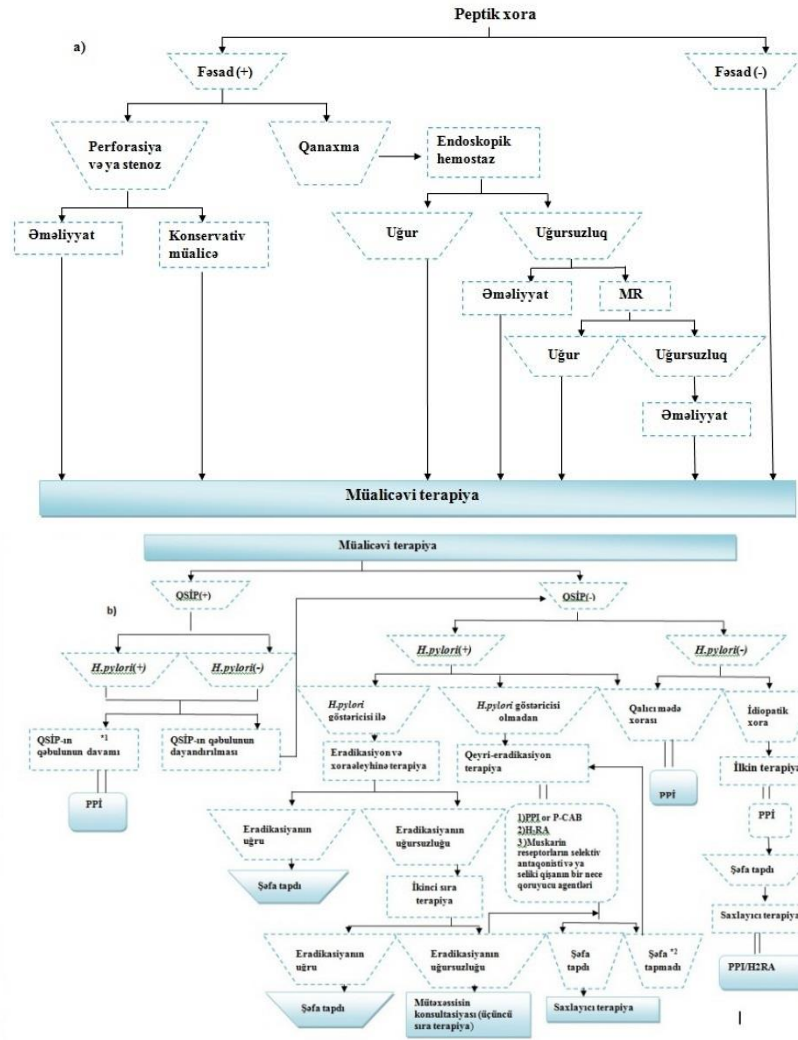 Peptik xora
a)
Fəsad (+)
Fəsad (-)
Perforasiya
və ya stenoz
Qanaxma
Endoskopik
hemostaz
Əməliyyat
Konservativ
müalicə
Uğur
Uğursuzluq
Əməliyyat
MR
Uğur
Uğursuzluq
Əməliyyat
Müalicəvi terapiya
Müalicəvi terapiya
b)
QSİP(+)
QSİP(-)
H.pylori(+)
H.pylori(-)
H.pylori(+)
H.pylori(-)
QSİP-ın *1
qəbulunun davamı
QSİP-ın qəbulunun
dayandırılması
H.pylori
göstəricisi ilə
H.pylori göstəricisi
olmadan
Qalıcı mədə
xorası
İdiopatik
xora
PPİ
Eradikasiyon və
xoraəleyhinə terapiya
Qeyri-eradikasiyon
terapiya
PPİ
İlkin terapiya
PPİ
Eradikasiyanın
uğru
Eradikasiyanın
uğursuzluğu
1)PPI or P-CAB
2)H2RA
3)Muskarin
reseptorların selektiv
antaqonisti və ya
selikі qişanın bir nece
qoruyucu agentləri
Şəfa tapdı
Şəfa tapdı
İkinci sıra
terapiya
Saxlayıcı terapiya
Eradikasiyanın
uğru
Eradikasiyanın
uğursuzluğu
Şəfa
tapdı
Şəfa *2
tapmadı
PPİ/H2RA
Şəfa tapdı
Mütəxəssisin
konsultasiyası (üçüncü
sıra terapiya)
Saxlayıcı terapiya